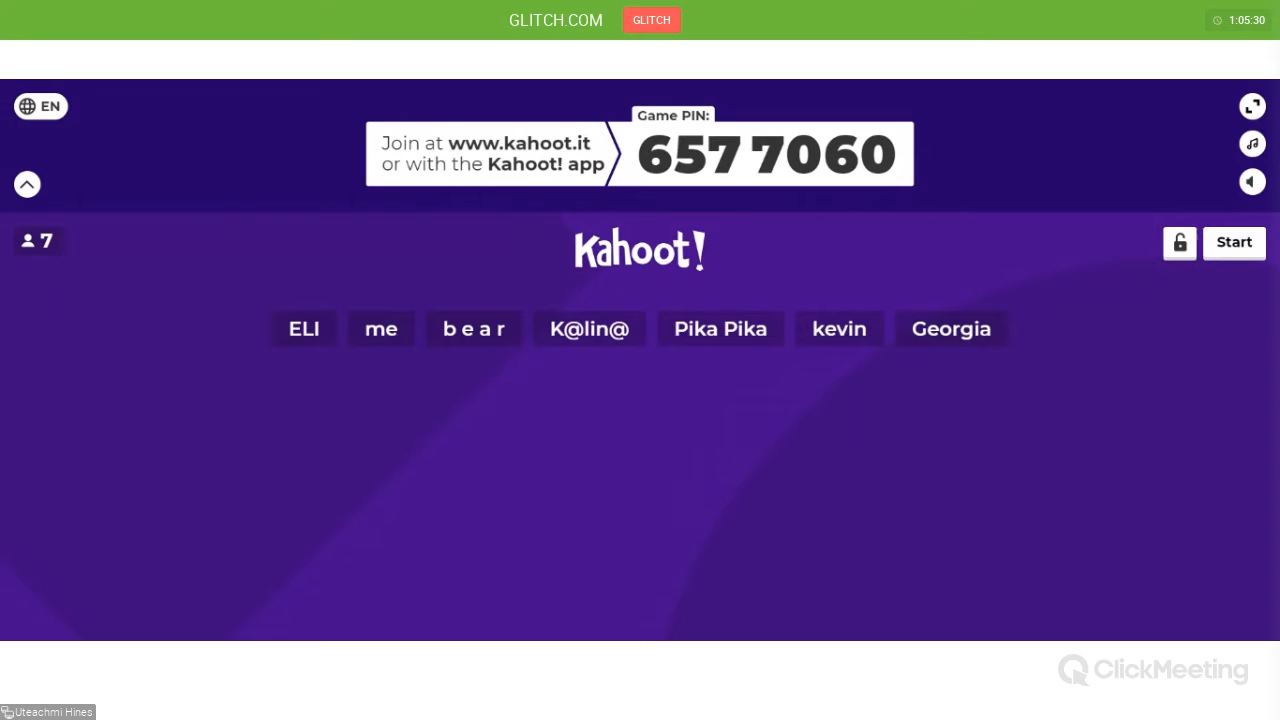 GLITCH.COM GLITCH 1:05:30
EN
Game PIN:
Join at www.kahoot.it
or with the Kahoot! app
657 7060
7
Kahoot!
Start
ELI me b e a r K@lin@ Pika Pika kevin Georgia
ClickMeeting
Uteachmi Hines